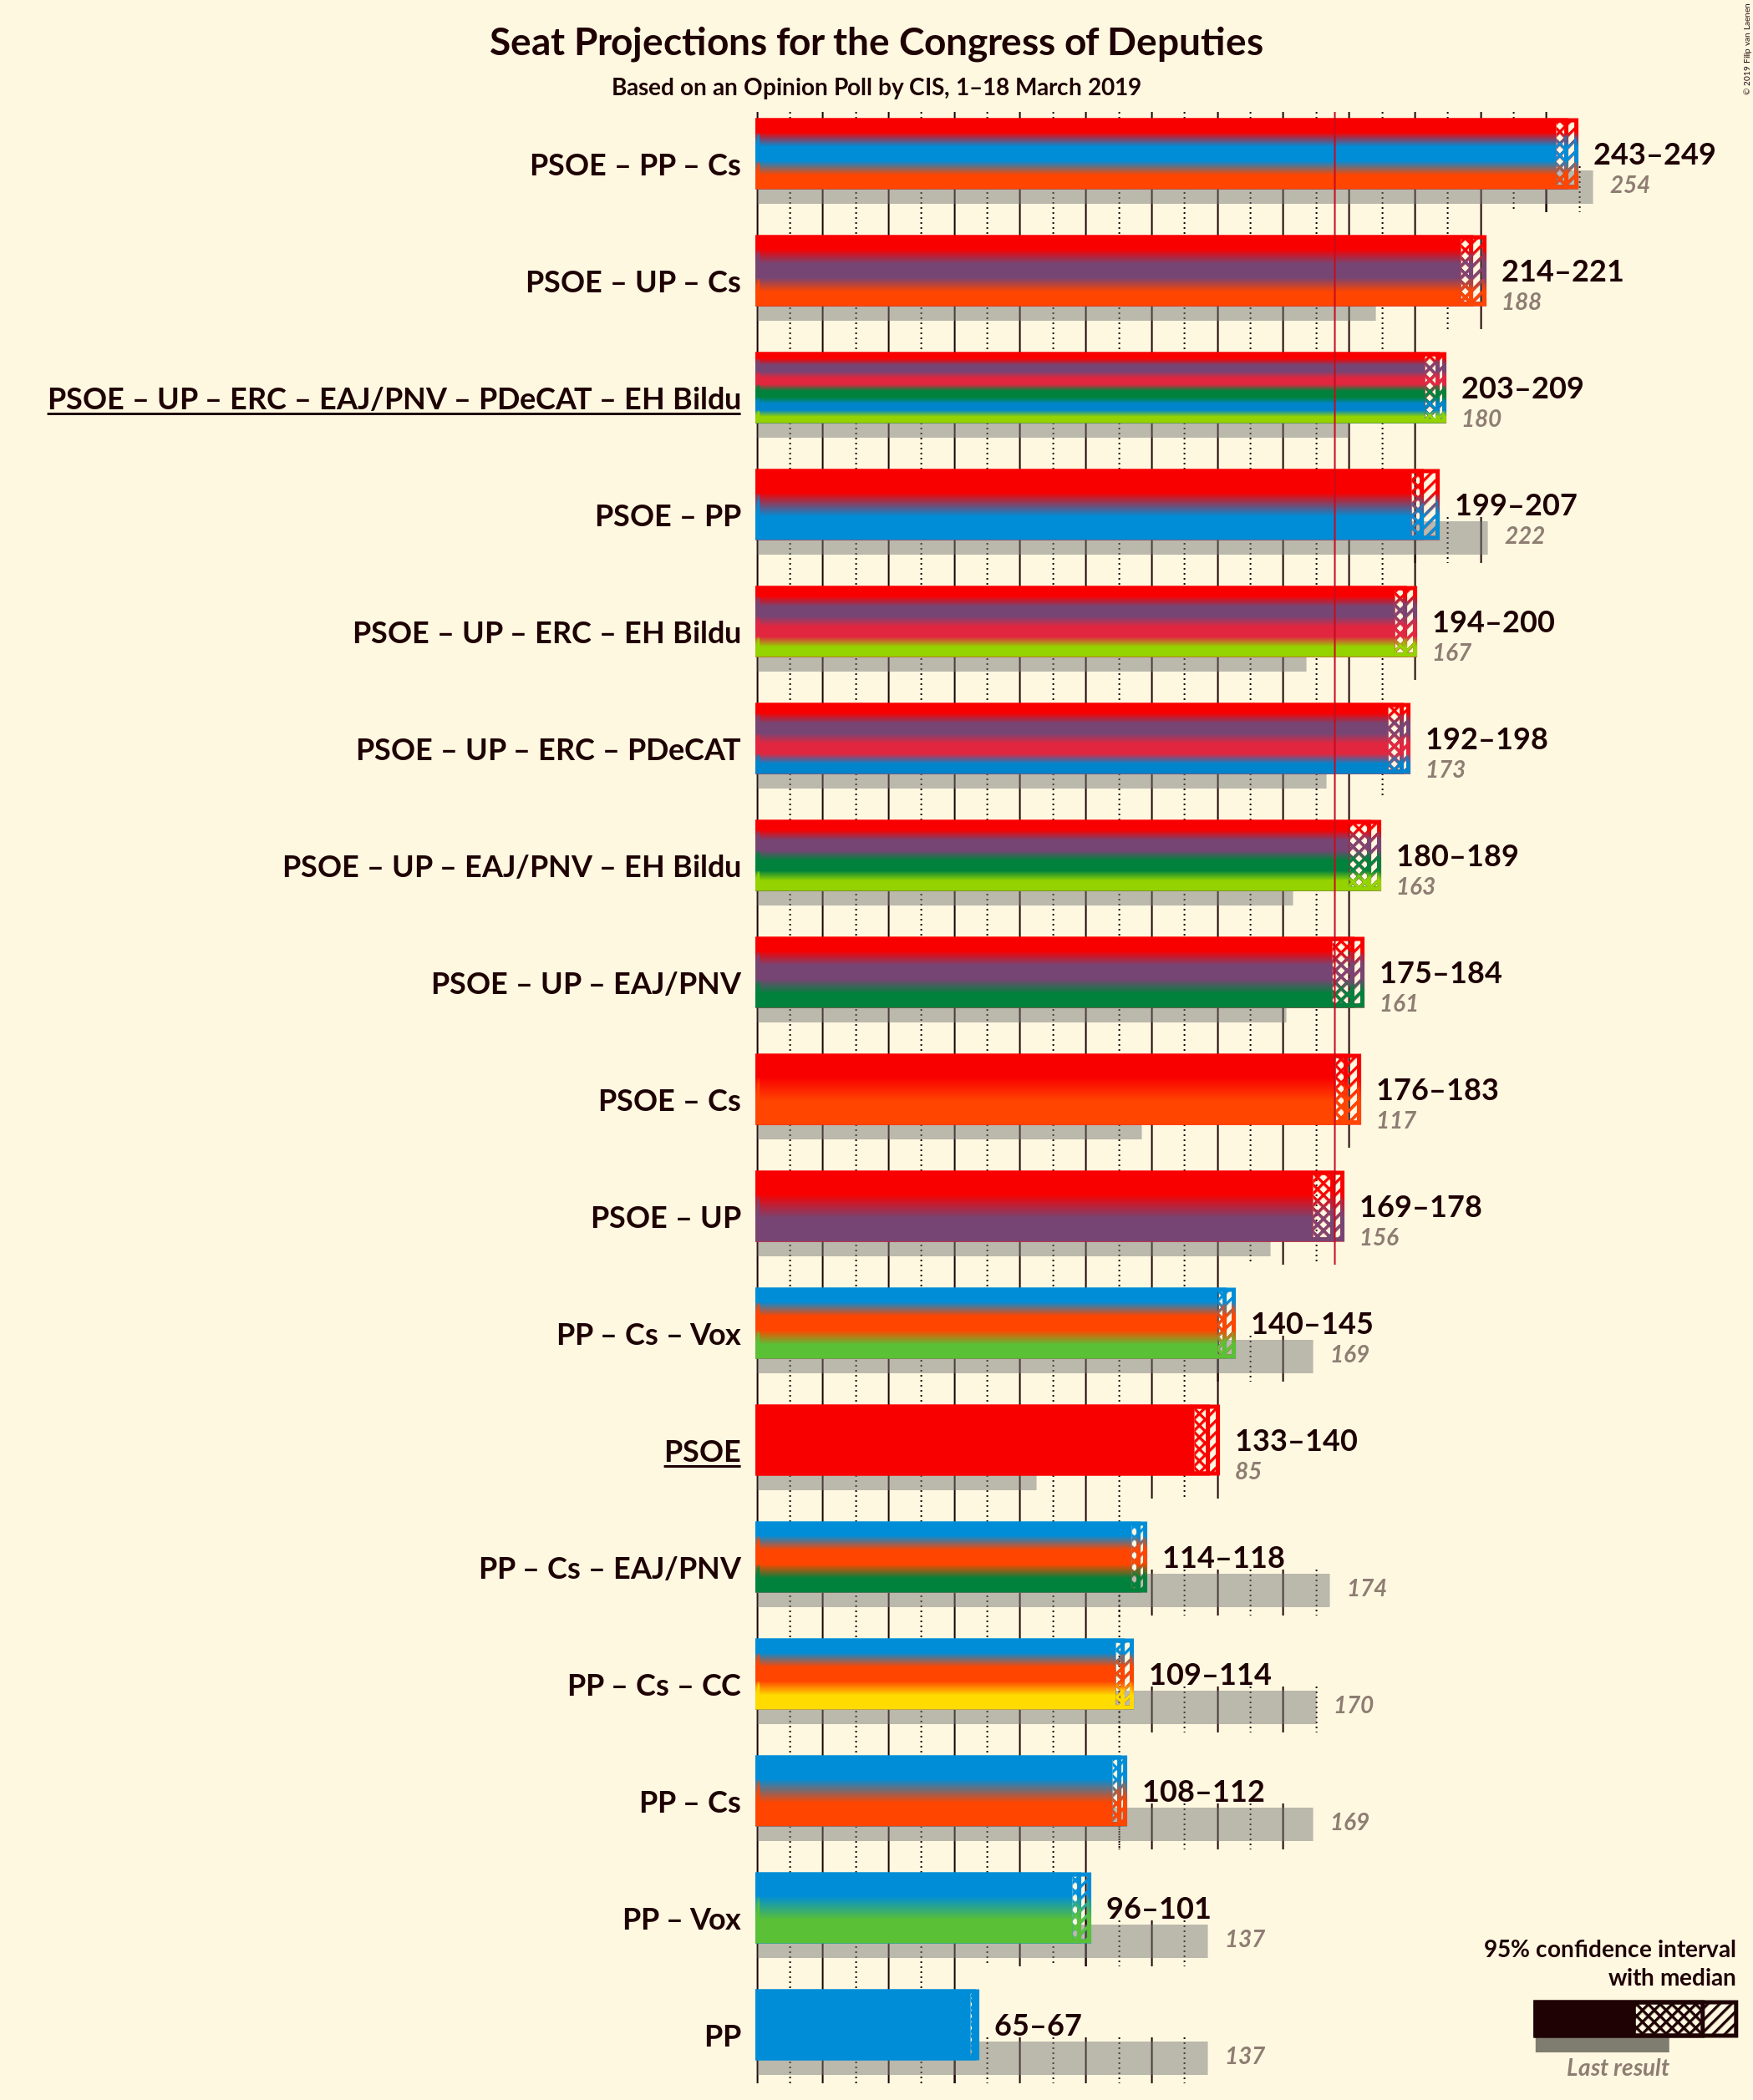 Seat Projections for the Congress of Deputies
Based on an Opinion Poll by CIS, 1–18 March 2019
© 2019 Filip van Laenen
PSOE – PP – Cs
243–249
254
PSOE – UP – Cs
214–221
188
PSOE – UP – ERC – EAJ/PNV – PDeCAT – EH Bildu
203–209
180
PSOE – PP
199–207
222
PSOE – UP – ERC – EH Bildu
194–200
167
PSOE – UP – ERC – PDeCAT
192–198
173
PSOE – UP – EAJ/PNV – EH Bildu
180–189
163
PSOE – UP – EAJ/PNV
175–184
161
PSOE – Cs
176–183
117
PSOE – UP
169–178
156
PP – Cs – Vox
140–145
169
PSOE
133–140
85
PP – Cs – EAJ/PNV
114–118
174
PP – Cs – CC
109–114
170
PP – Cs
108–112
169
PP – Vox
96–101
137
PP
65–67
137
95% confidence interval
with median
Last result